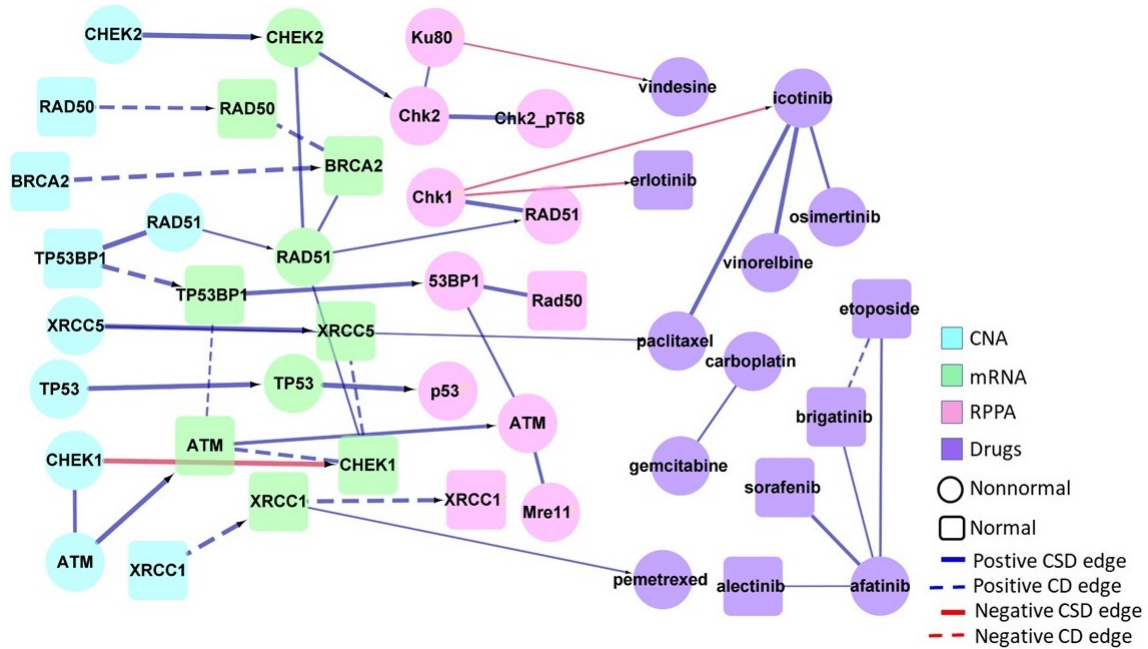 CHEK2
CHEK2
Ku80
vindesine
icotinib
RAD50
RAD50
Chk2
Chk2_pT68
BRCA2
BRCA2
erlotinib
Chk1
RAD51
RAD51
osimertinib
TP53BP1
RAD51
vinorelbine
TP53BP1
53BP1
Rad50
etoposide
XRCC5
XRCC5
paclitaxel
carboplatin
TP53
TP53
p53
brigatinib
ATM
ATM
CHEK1
CHEK1
gemcitabine
sorafenib
XRCC1
XRCC1
Mre11
ATM
XRCC1
pemetrexed
alectinib
afatinib
CNA
mRNA
RPPA
Drugs
Nonnormal
Normal
Postive CSD edge
Positive CD edge
Negative CSD edge
Negative CD edge